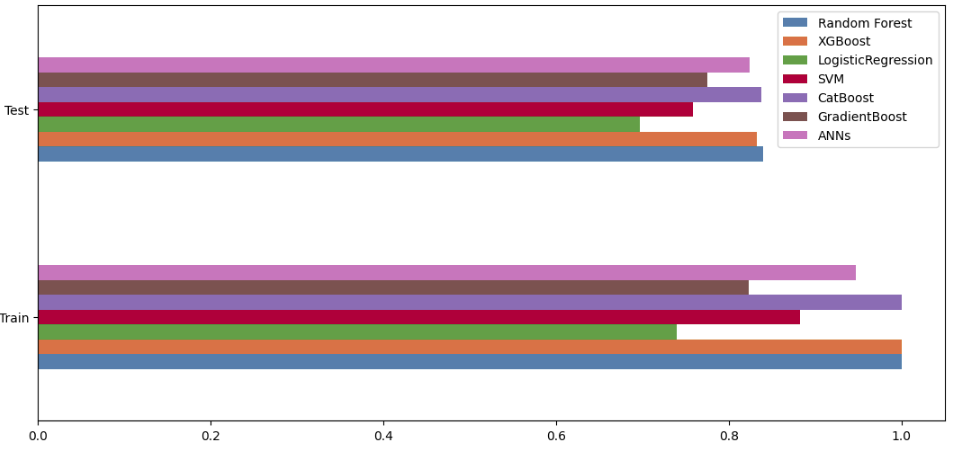 Random Forest
XGBoost
LogisticRegression
SVM
CatBoost
GradientBoost
ANNs
Test
Train
0.0 0.2 0.4 0.6 0.8 1.0